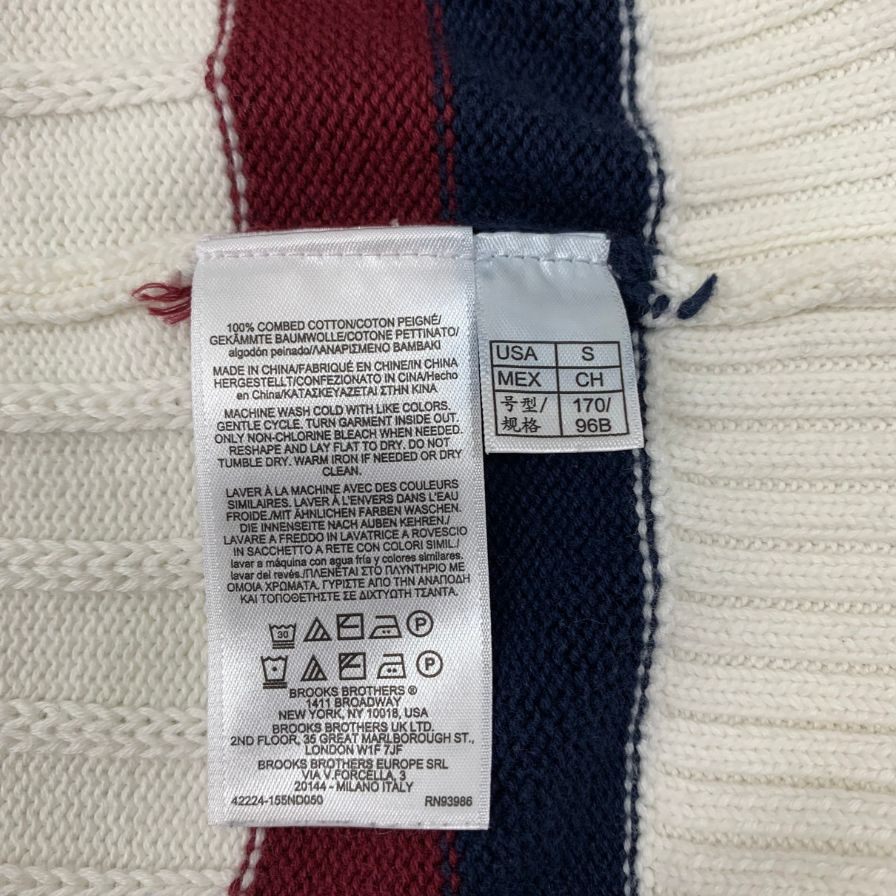 100% COMBED COTTON/COTON PEIGNÉ/
GEKÄMMTE BAUMWOLLE/COTONE PETTINATO/
algodón peinado/ΛΑΝΑΡΙΣΜΕΝΟ ΒΑΜΒΑΚΙ
MADE IN CHINA/FABRIQUÉ EN CHINE/IN CHINA
HERGESTELLT/CONFEZIONATO IN CINA/Hecho
en China/ΚΑΤΑΣΚΕΥΑΖΕΤΑΙ ΣΤΗΝ ΚΙΝΑ
MACHINE WASH COLD WITH LIKE COLORS,
GENTLE CYCLE. TURN GARMENT INSIDE OUT.
ONLY NON-CHLORINE BLEACH WHEN NEEDED.
RESHAPE AND LAY FLAT TO DRY. DO NOT
TUMBLE DRY. WARM IRON IF NEEDED OR DRY
CLEAN.
LAVER À LA MACHINE AVEC DES COULEURS
SIMILAIRES. LAVER À L'ENVERS DANS L'EAU
FROIDE./MIT ÄHNLICHEN FARBEN WASCHEN.
DIE INNENSEITE NACH AUBEN KEHREN./
LAVARE A FREDDO IN LAVATRICE A ROVESCIO
IN SACCHETTO A RETE CON COLORI SIMIL./
lavar a máquina con agua fría y colores similares.
lavar del revés./ΠΛΕΝΕΤΑΙ ΣΤΟ ΠΛΥΝΤΗΡΙΟ ΜΕ
ΟΜΟΙΑ ΧΡΩΜΑΤΑ. ΓΥΡΙΣΤΕ ΑΠΟ ΤΗΝ ΑΝΑΠΟΔΗ
ΚΑΙ ΤΟΠΟΘΕΤΗΣΤΕ ΣΕ ΔΙΧΤΥΩΤΗ ΤΣΑΝΤΑ.
30 P
P
BROOKS BROTHERS ®
1411 BROADWAY
NEW YORK, NY 10018, USA
BROOKS BROTHERS UK LTD.
2ND FLOOR, 35 GREAT MARLBOROUGH ST.,
LONDON W1F 7JF
BROOKS BROTHERS EUROPE SRL
VIA V.FORCELLA, 3
20144 - MILANO ITALY
42224-155ND050 RN93986
USA S
MEX CH
号型/ 170/
规格 96B